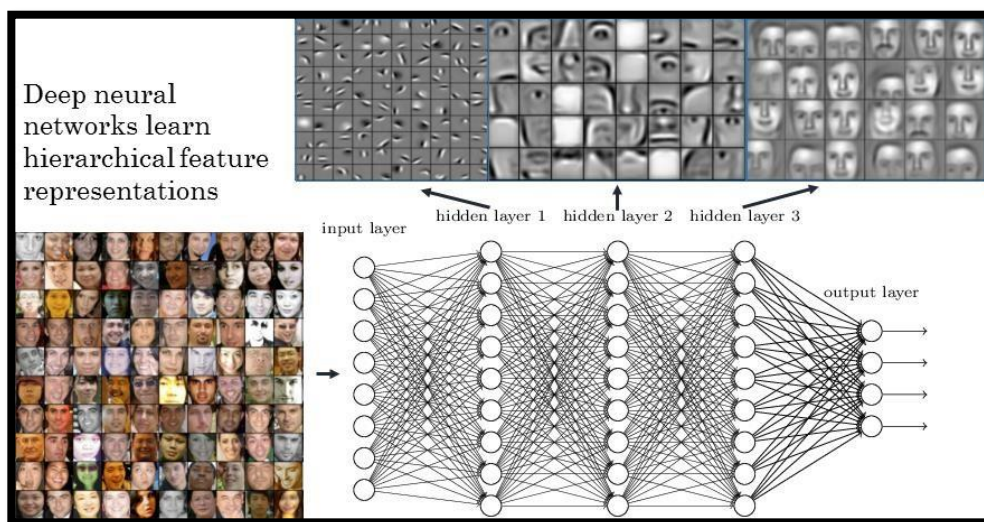 Deep neural
networks learn
hierarchical feature
representations
input layer
hidden layer 1
hidden layer 2
hidden layer 3
output layer